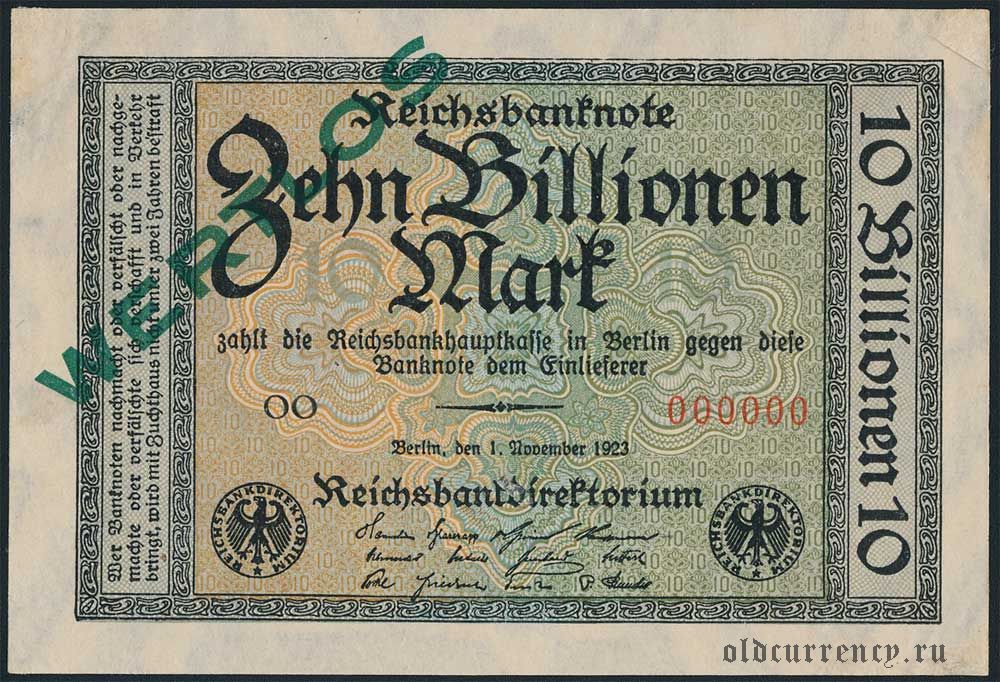 WERTLOS
Wer Banknoten nachmacht oder verfälscht oder nachge-
machte oder verfälschte sich verschafft und in Verkehr
bringt, wird mit Zuchthaus nicht unter zwei Jahren bestraft
Reichsbanknote
Zehn Billionen
Mark
zahlt die Reichsbankhauptkasse in Berlin gegen diese
Banknote dem Einlieferer
00 000000
Berlin, den 1. November 1923
Reichsbankdirektorium
REICHSBANKDIREKTORIUM
REICHSBANKDIREKTORIUM
10 Billionen 10
oldcurrency.ru